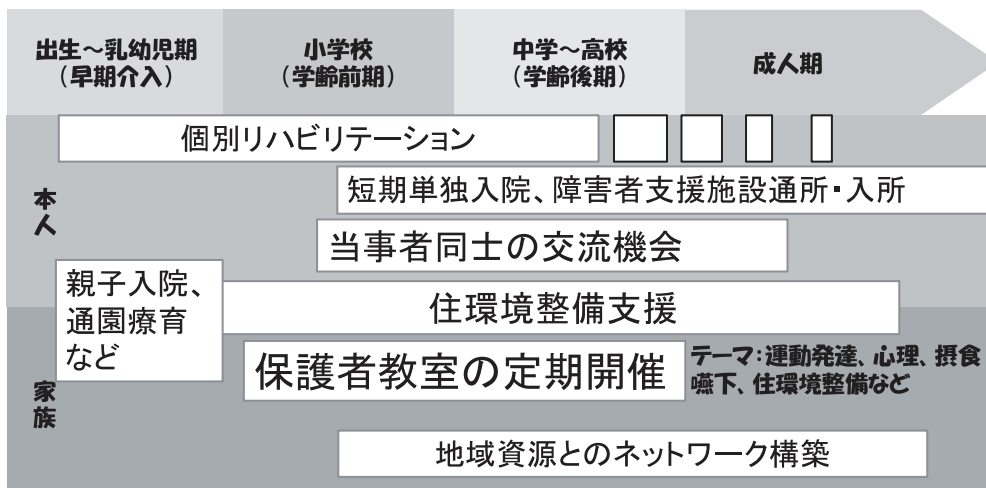 出生～乳幼児期
（早期介入）
小学校
（学齢前期）
中学～高校
（学齢後期）
成人期
本人
個別リハビリテーション
短期単独入院、障害者支援施設通所・入所
当事者同士の交流機会
親子入院、
通園療育
など
住環境整備支援
家族
保護者教室の定期開催
テーマ：運動発達、心理、摂食
嚥下、住環境整備など
地域資源とのネットワーク構築